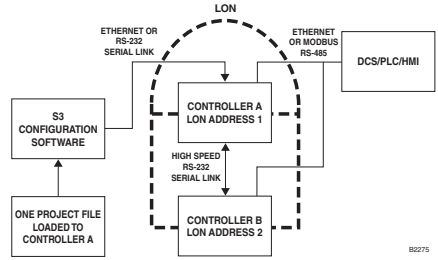 LON
ETHERNET OR
RS-232
SERIAL LINK
ETHERNET
OR MODBUS
RS-485
DCS/PLC/HMI
S3
CONFIGURATION
SOFTWARE
CONTROLLER A
LON ADDRESS 1
HIGH SPEED
RS-232
SERIAL LINK
ONE PROJECT FILE
LOADED TO
CONTROLLER A
CONTROLLER B
LON ADDRESS 2
B2275